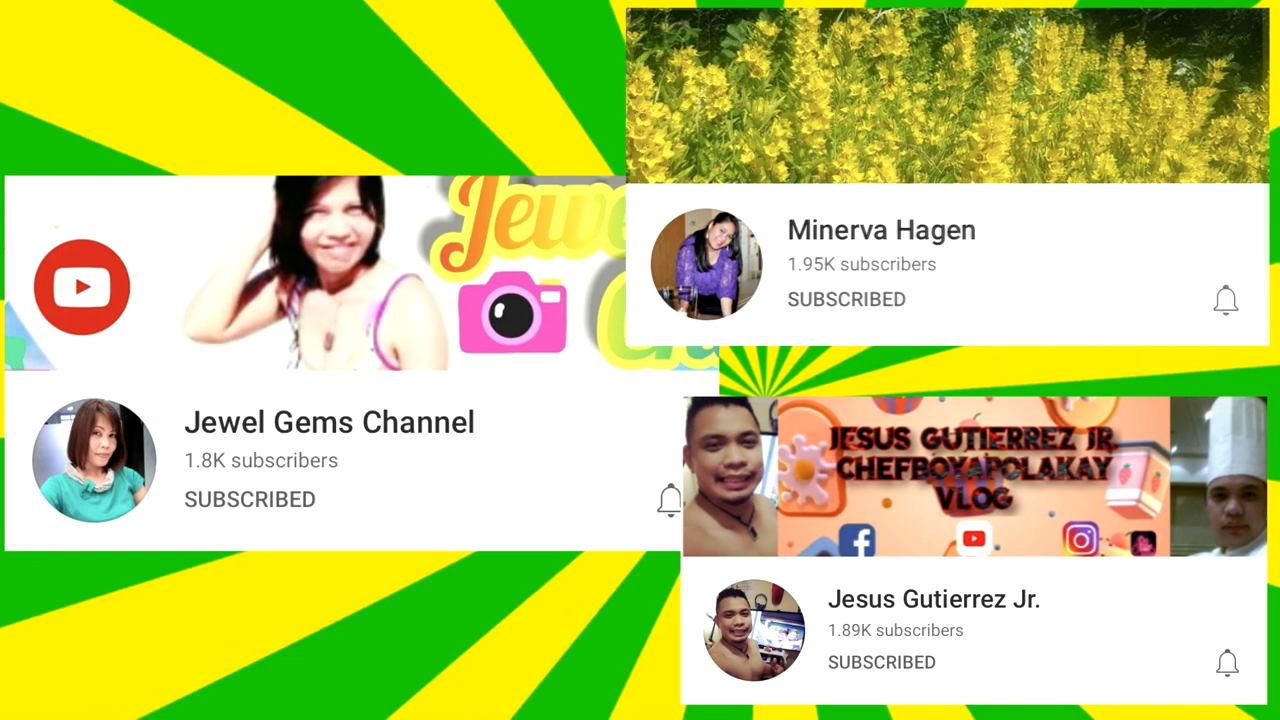 Jewe
Jewel Gems Channel
1.8K subscribers
SUBSCRIBED
Minerva Hagen
1.95K subscribers
SUBSCRIBED
JESUS GUTIERREZ JR.
CHEFBOYAPOLAKAY
VLOG
Jesus Gutierrez Jr.
1.89K subscribers
SUBSCRIBED